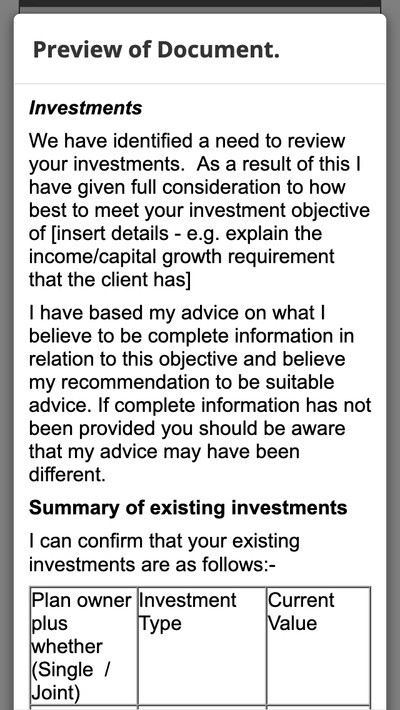 Preview of Document.
Investments
We have identified a need to review
your investments.  As a result of this I
have given full consideration to how
best to meet your investment objective
of [insert details - e.g. explain the
income/capital growth requirement
that the client has]
I have based my advice on what I
believe to be complete information in
relation to this objective and believe
my recommendation to be suitable
advice. If complete information has not
been provided you should be aware
that my advice may have been
different.
Summary of existing investments
I can confirm that your existing
investments are as follows:-
Plan owner
plus
whether
(Single  /
Joint)
Investment
Type
Current
Value